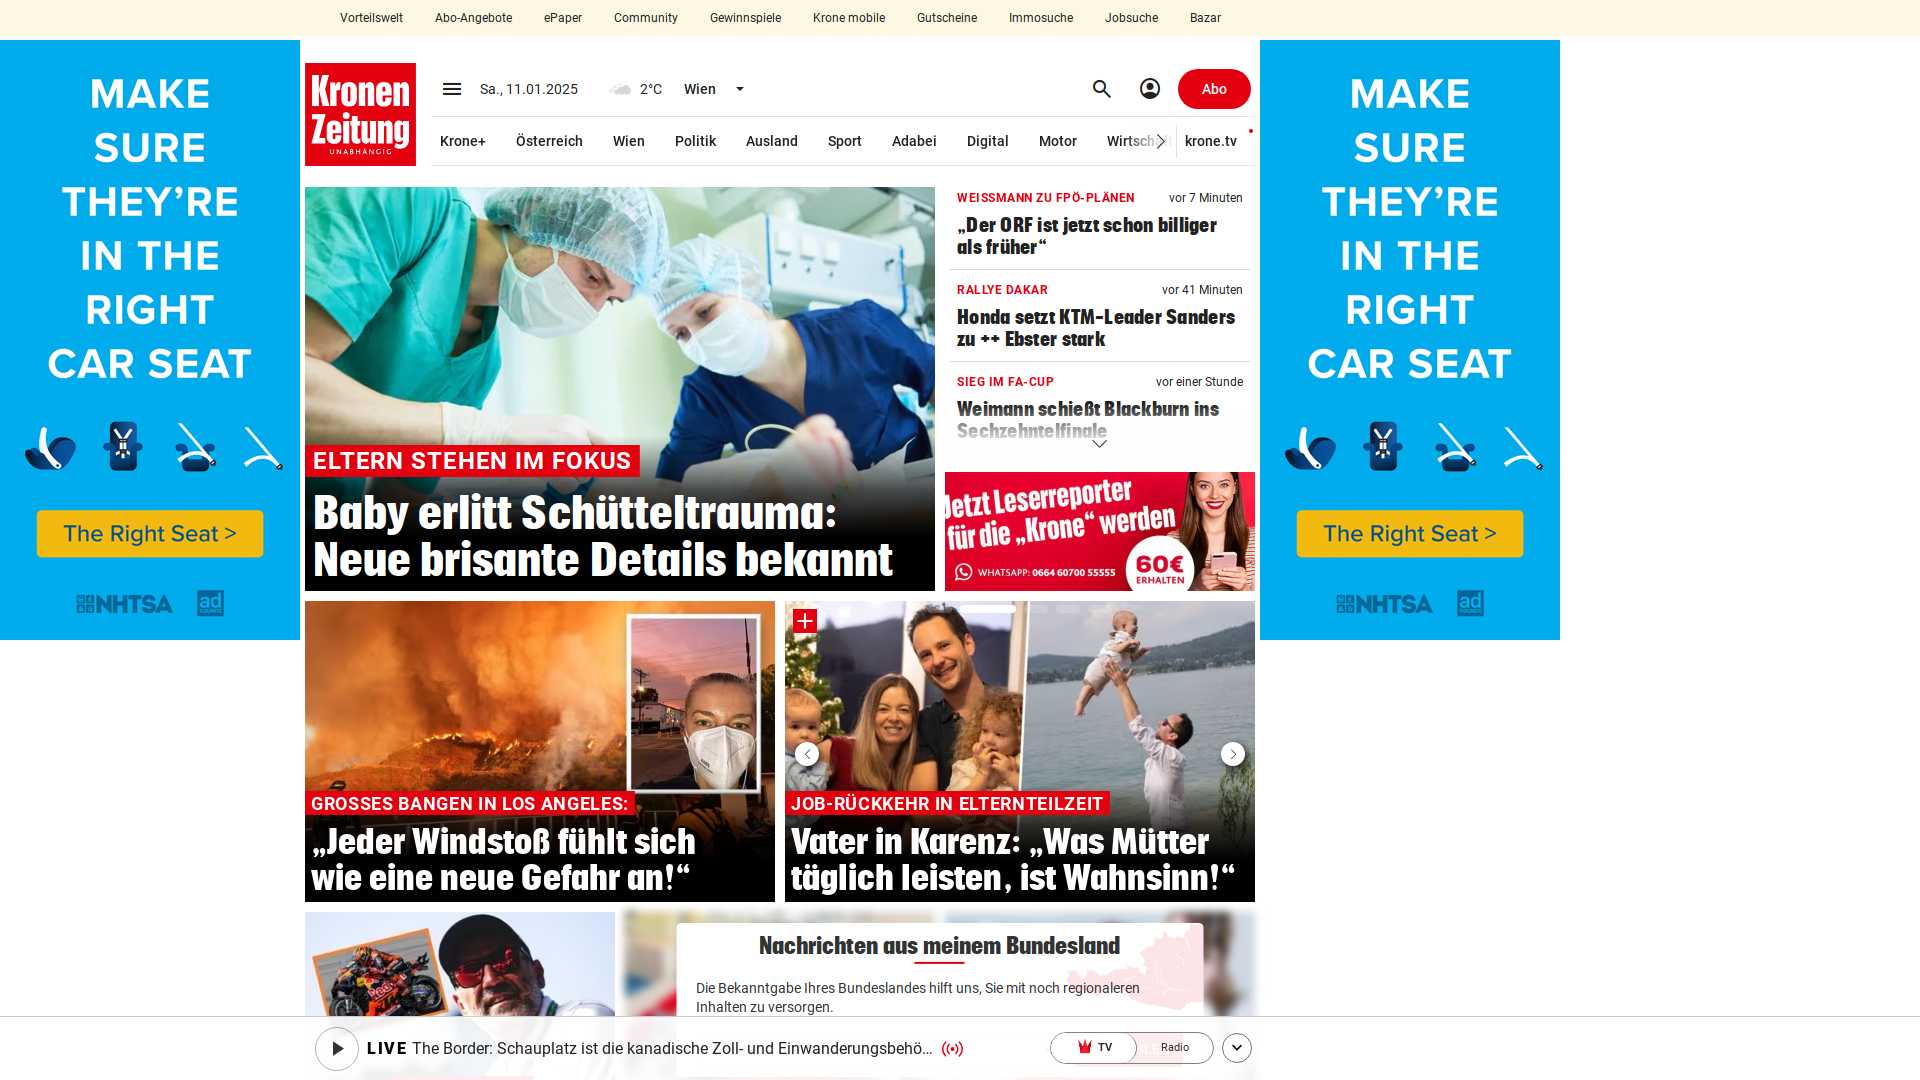 Vorteilswelt Abo-Angebote ePaper Community Gewinnspiele Krone mobile Gutscheine Immosuche Jobsuche Bazar
MAKE
SURE
THEY'RE
IN THE
RIGHT
CAR SEAT
The Right Seat >
NHTSA ad
Kronen
Zeitung
UNABHÄNGIG
Sa., 11.01.2025 2°C Wien
Abo
Krone+ Österreich Wien Politik Ausland Sport Adabei Digital Motor Wirtschaft krone.tv
ELTERN STEHEN IM FOKUS
Baby erlitt Schütteltrauma:
Neue brisante Details bekannt
WEISSMANN ZU FPÖ-PLÄNEN vor 7 Minuten
„Der ORF ist jetzt schon billiger
als früher“
RALLYE DAKAR vor 41 Minuten
Honda setzt KTM-Leader Sanders
zu ++ Ebster stark
SIEG IM FA-CUP vor einer Stunde
Weimann schießt Blackburn ins
Sechzehntelfinale
Jetzt Leserreporter
für die „Krone“ werden
WHATSAPP: 0664 60700 55555
60€
ERHALTEN
GROSSES BANGEN IN LOS ANGELES:
„Jeder Windstoß fühlt sich
wie eine neue Gefahr an!“
JOB-RÜCKKEHR IN ELTERNTEILZEIT
Vater in Karenz: „Was Mütter
täglich leisten, ist Wahnsinn!“
Nachrichten aus meinem Bundesland
Die Bekanntgabe Ihres Bundeslandes hilft uns, Sie mit noch regionaleren
Inhalten zu versorgen.
LIVE The Border: Schauplatz ist die kanadische Zoll- und Einwanderungsbehö...
TV Radio
MAKE
SURE
THEY'RE
IN THE
RIGHT
CAR SEAT
The Right Seat >
NHTSA ad